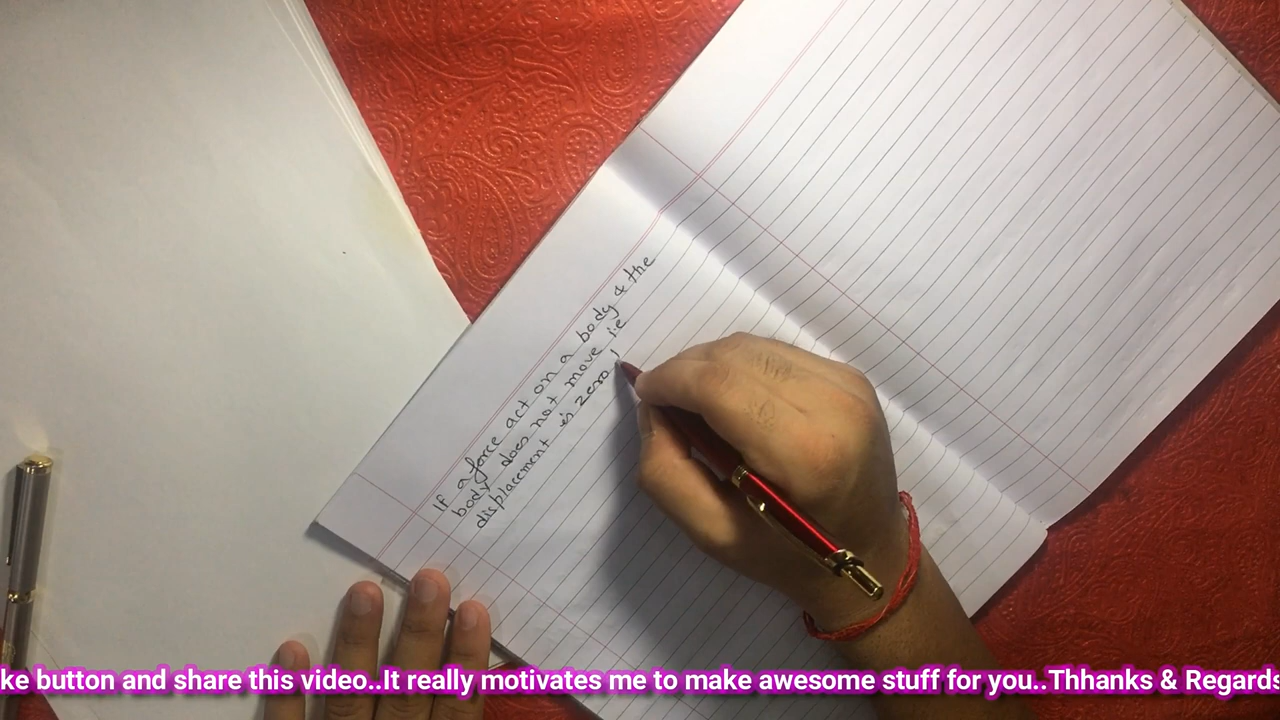 If a force act on a body & the
body does not move i.e
displacement is zero,
ke button and share this video..It really motivates me to make awesome stuff for you..Thhanks & Regards